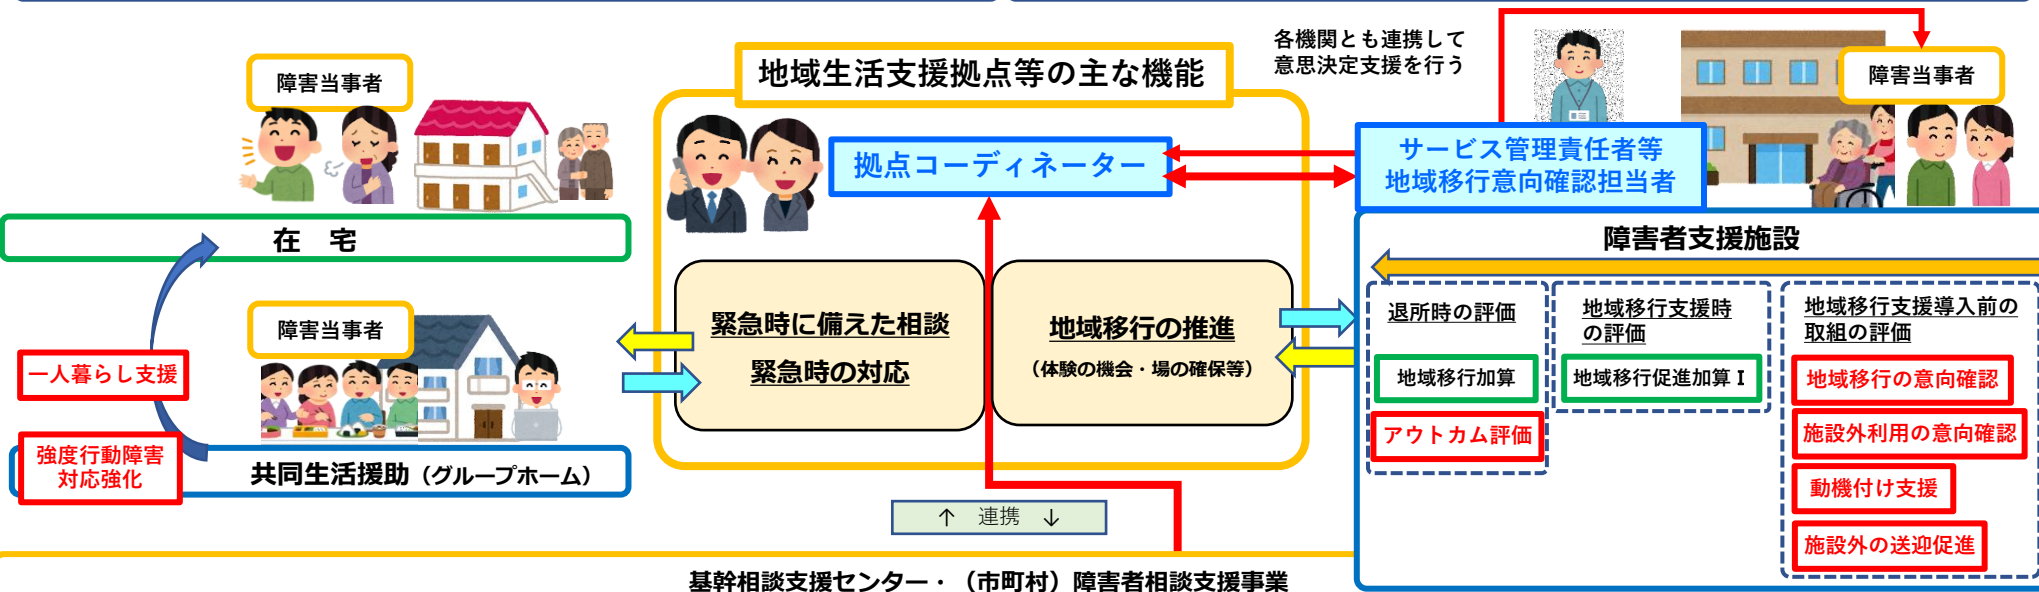 各機関とも連携して
意思決定支援を行う
地域生活支援拠点等の主な機能
障害当事者
障害当事者
拠点コーディネーター
サービス管理責任者等
地域移行意向確認担当者
在　宅
障害者支援施設
緊急時に備えた相談
緊急時の対応
地域移行の推進
（体験の機会・場の確保等）
退所時の評価
地域移行加算
アウトカム評価
地域移行支援時
の評価
地域移行促進加算Ⅰ
地域移行支援導入前の
取組の評価
地域移行の意向確認
施設外利用の意向確認
動機付け支援
施設外の送迎促進
障害当事者
一人暮らし支援
強度行動障害
対応強化
共同生活援助（グループホーム）
↑　連携　↓
基幹相談支援センター・（市町村）障害者相談支援事業